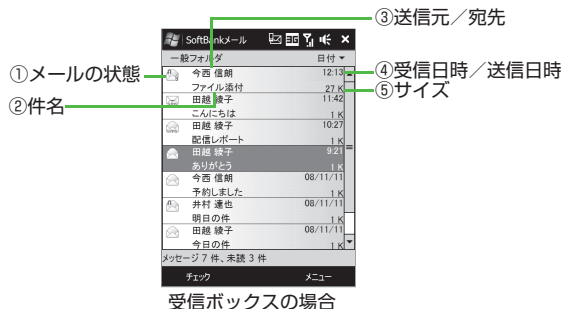 ③送信元／宛先
SoftBankメール
一般フォルダ 日付
①メールの状態
今西 信朗 12:13
④受信日時／送信日時
ファイル添付 27 K
⑤サイズ
②件名
田越 綾子 11:42
こんにちは 1 K
田越 綾子 10:27
配信レポート 1 K
田越 綾子 9:21
ありがとう 1 K
今西 信朗 08/11/11
予約しました 1 K
井村 達也 08/11/11
明日の件 1 K
田越 綾子 08/11/11
今日の件 1 K
メッセージ 7 件、未読 3 件
チェック メニュー
受信ボックスの場合